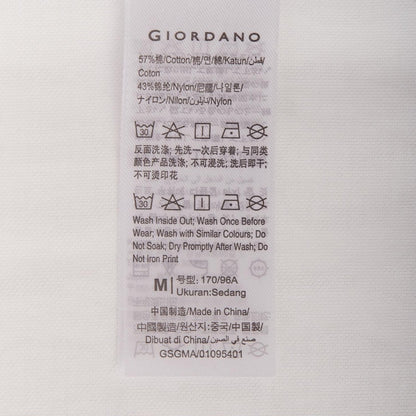 GIORDANO
57%棉/Cotton/棉/면/綿/Katun/قطن/
Coton
43%锦纶/Nylon/尼龍/나일론/
ナイロン/Nilon/نايلون/Nylon
30
反面洗涤; 先洗一次后穿着; 与同类
颜色产品洗涤; 不可浸洗; 洗后即干;
不可烫印花
30
Wash Inside Out; Wash Once Before
Wear; Wash with Similar Colours; Do
Not Soak; Dry Promptly After Wash; Do
Not Iron Print
M 号型: 170/96A
Ukuran:Sedang
中国制造/Made in China/
中國製造/원산지:중국/中国製/
Dibuat di China/صنع في الصين/
GSGMA/01095401